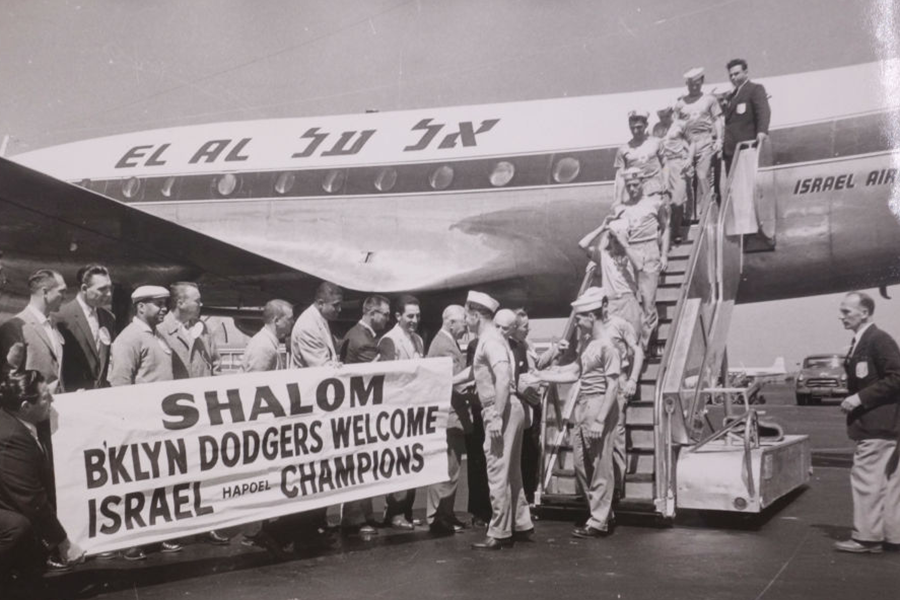 EL AL אל על
ISRAEL AIR
SHALOM
B'KLYN DODGERS WELCOME
ISRAEL HAPOEL CHAMPIONS